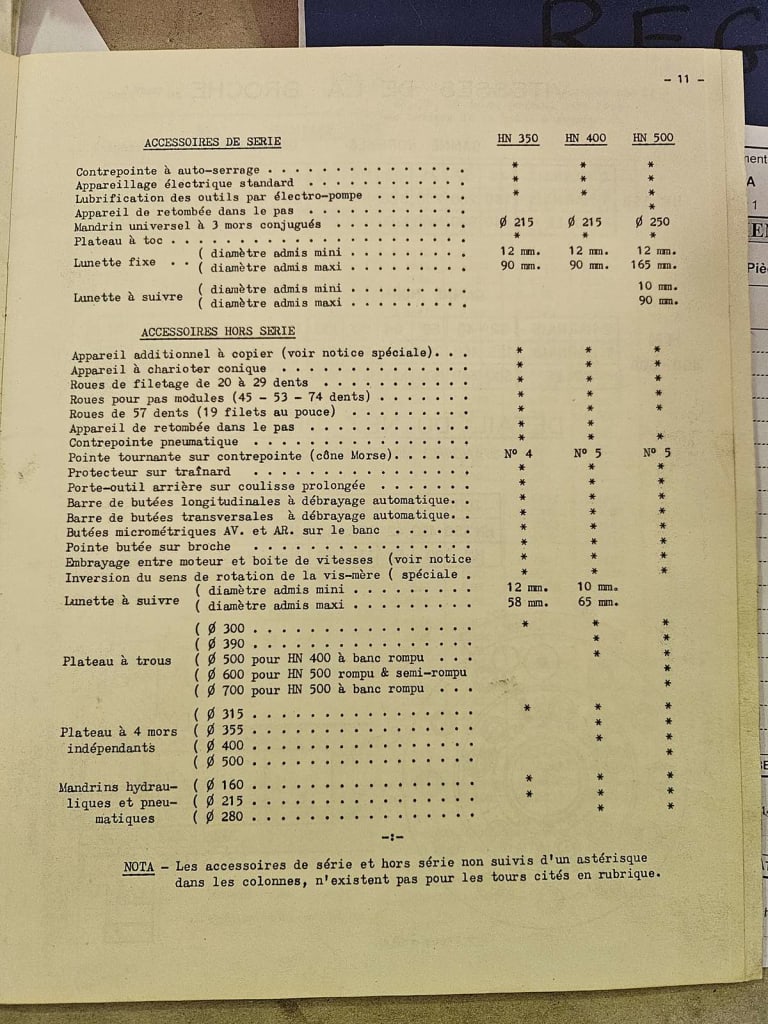 REG
- 11 -
ACCESSOIRES DE SERIE HN 350 HN 400 HN 500
Contrepointe à auto-serrage . . . . . . . . . . . . . . . * * *
Appareillage électrique standard . . . . . . . . . . . . * * *
Lubrification des outils par électro-pompe . . . . . . . . * * *
Appareil de retombée dans le pas . . . . . . . . . . . . *
Mandrin universel à 3 mors conjugués . . . . . . . . . . . Ø 215 Ø 215 Ø 250
Plateau à toc . . . . . . . . . . . . . . . . . . . . . . * * *
Lunette fixe . . ( diamètre admis mini . . . . . . . . . 12 mm. 12 mm. 12 mm.
( diamètre admis maxi . . . . . . . . . 90 mm. 90 mm. 165 mm.
Lunette à suivre ( diamètre admis mini . . . . . . . . . 10 mm.
( diamètre admis maxi . . . . . . . . . 90 mm.
ACCESSOIRES HORS SERIE
Appareil additionnel à copier (voir notice spéciale). . . * * *
Appareil à charioter conique . . . . . . . . . . . . . . * * *
Roues de filetage de 20 à 29 dents . . . . . . . . . . . * * *
Roues pour pas modules (45 - 53 - 74 dents) . . . . . . . * * *
Roues de 57 dents (19 filets au pouce) . . . . . . . . . * * *
Appareil de retombée dans le pas . . . . . . . . . . . . * *
Contrepointe pneumatique . . . . . . . . . . . . . . . . * * *
Pointe tournante sur contrepointe (cône Morse). . . . . . Nº 4 Nº 5 Nº 5
Protecteur sur traînard . . . . . . . . . . . . . . . . * * *
Porte-outil arrière sur coulisse prolongée . . . . . . . * * *
Barre de butées longitudinales à débrayage automatique. . * * *
Barre de butées transversales à débrayage automatique. . * * *
Butées micrométriques AV. et AR. sur le banc . . . . . . * * *
Pointe butée sur broche . . . . . . . . . . . . . . . . * * *
Embrayage entre moteur et boite de vitesses (voir notice * * *
Inversion du sens de rotation de la vis-mère ( spéciale . * * *
Lunette à suivre ( diamètre admis mini . . . . . . . . . 12 mm. 10 mm.
( diamètre admis maxi . . . . . . . . . 58 mm. 65 mm.
( Ø 300 . . . . . . . . . . . . . . . . * * *
( Ø 390 . . . . . . . . . . . . . . . . * *
Plateau à trous ( Ø 500 pour HN 400 à banc rompu . . . *
( Ø 600 pour HN 500 rompu & semi-rompu *
( Ø 700 pour HN 500 à banc rompu . . . *
( Ø 315 . . . . . . . . . . . . . . . . * * *
Plateau à 4 mors ( Ø 355 . . . . . . . . . . . . . . . . * *
indépendants ( Ø 400 . . . . . . . . . . . . . . . . * *
( Ø 500 . . . . . . . . . . . . . . . . *
Mandrins hydrau- ( Ø 160 . . . . . . . . . . . . . . . . * * *
liques et pneu- ( Ø 215 . . . . . . . . . . . . . . . . * * *
matiques ( Ø 280 . . . . . . . . . . . . . . . . * *
-:-
NOTA - Les accessoires de série et hors série non suivis d'un astérisque
dans les colonnes, n'existent pas pour les tours cités en rubrique.